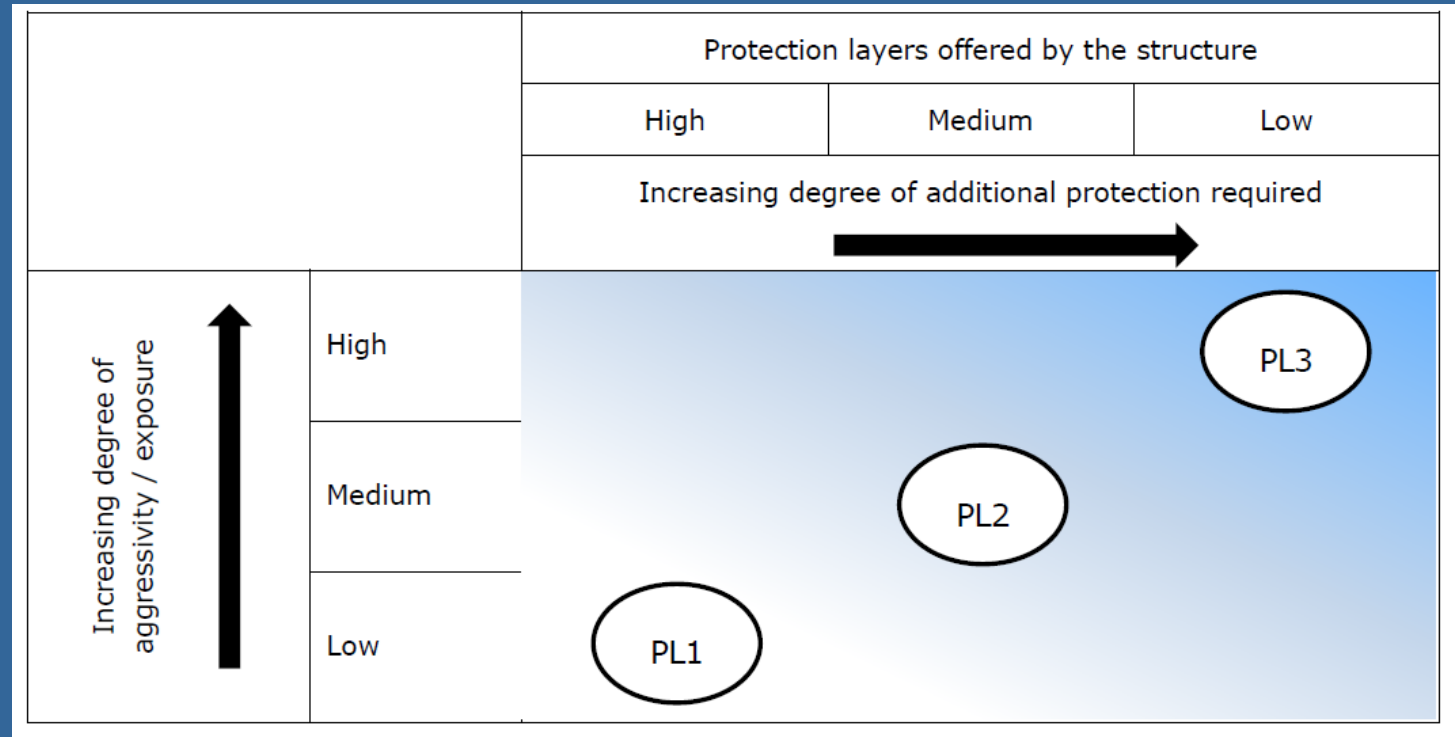 Protection layers offered by the structure
High
Medium
Low
Increasing degree of additional protection required
Increasing degree of
aggressivity / exposure
High
PL3
Medium
PL2
Low
PL1